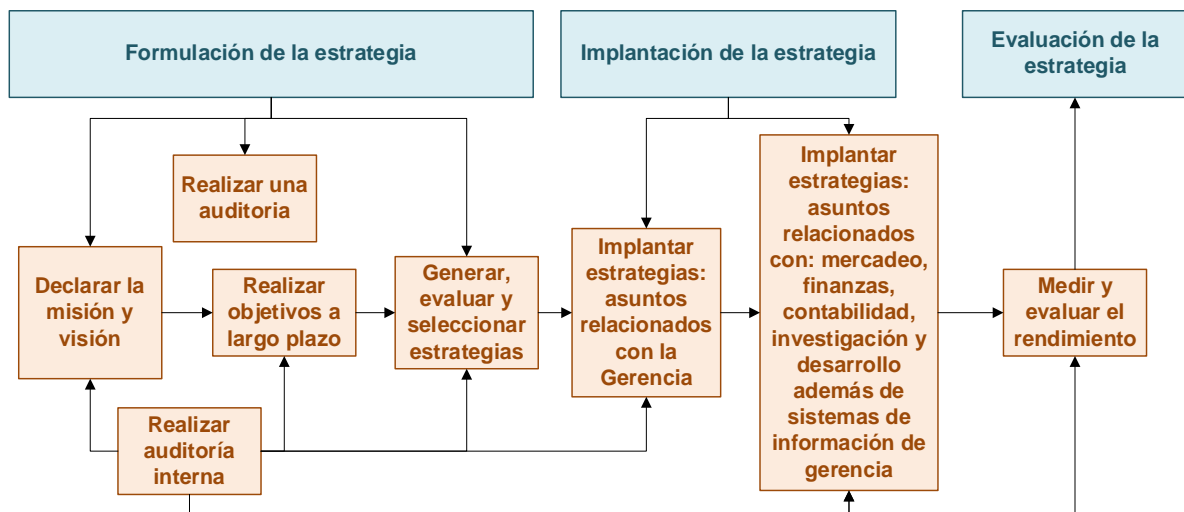 Formulación de la estrategia
Implantación de la estrategia
Evaluación de la
estrategia
Realizar una
auditoria
Declarar la
misión y
visión
Realizar
objetivos a
largo plazo
Generar,
evaluar y
seleccionar
estrategias
Implantar
estrategias:
asuntos
relacionados
con la
Gerencia
Implantar
estrategias:
asuntos
relacionados
con: mercadeo,
finanzas,
contabilidad,
investigación y
desarrollo
además de
sistemas de
información de
gerencia
Medir y
evaluar el
rendimiento
Realizar
auditoría
interna